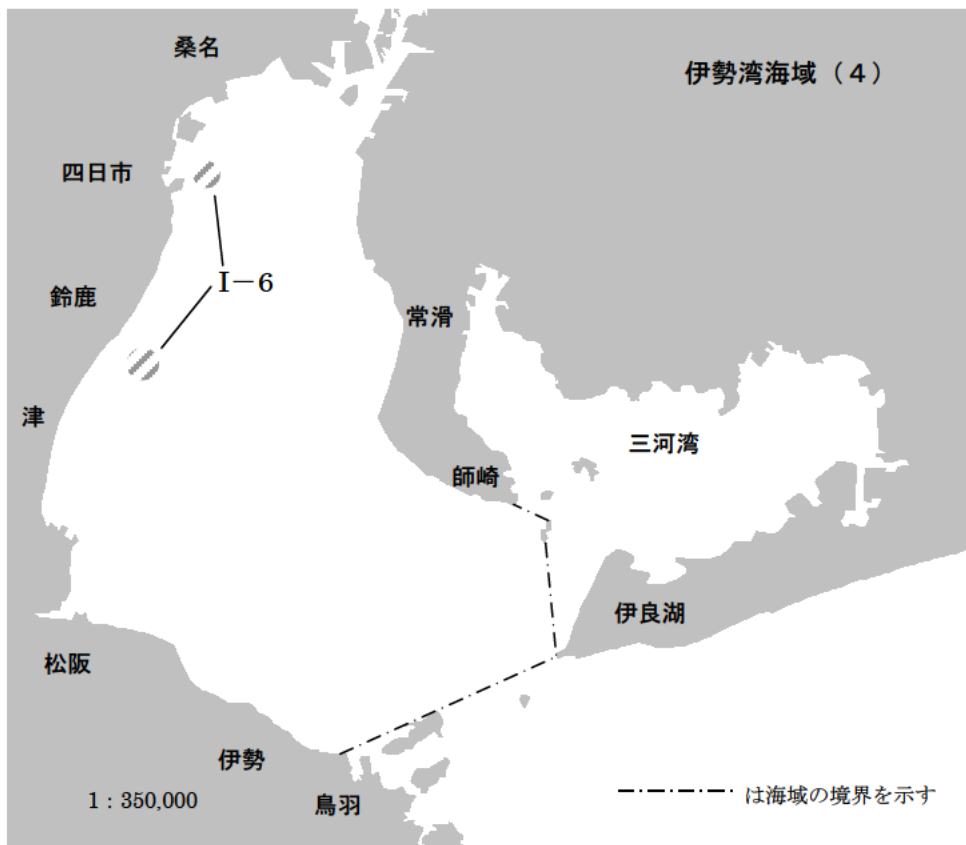 桑名
伊勢湾海域（4）
四日市
I－6
鈴鹿
常滑
津
三河湾
師崎
伊良湖
松阪
伊勢
1：350,000
鳥羽
は海域の境界を示す